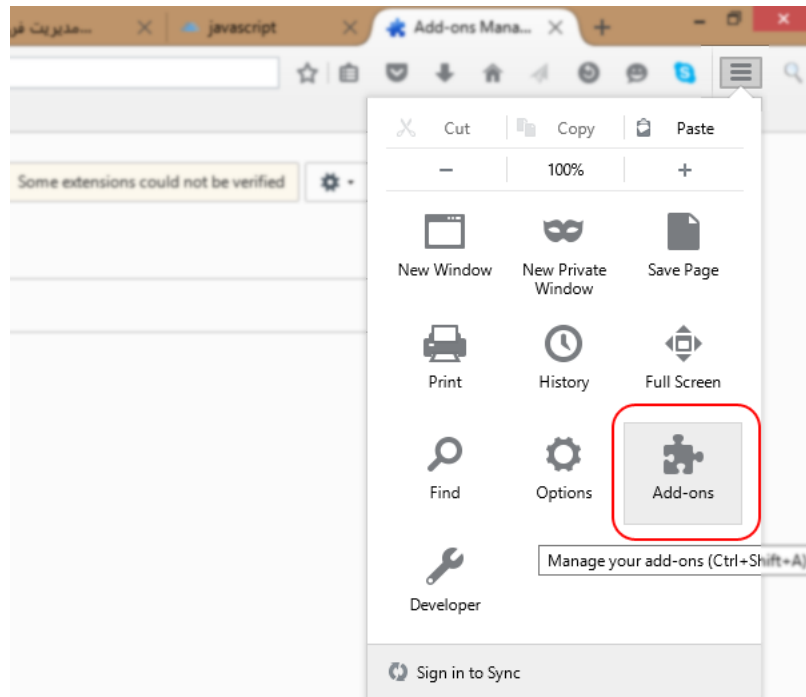 مدیریت فر...
javascript
Add-ons Mana...
Cut
Copy
Paste
100%
Some extensions could not be verified
New Window
New Private
Window
Save Page
Print
History
Full Screen
Find
Options
Add-ons
Manage your add-ons (Ctrl+Shift+A)
Developer
Sign in to Sync